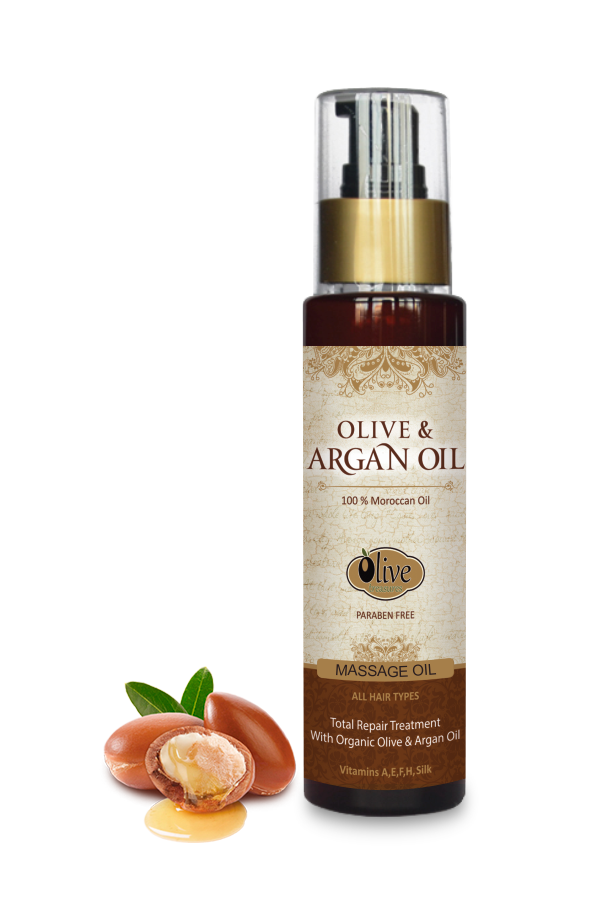 OLIVE &
ARGAN OIL
100 % Moroccan Oil
Olive
PARABEN FREE
MASSAGE OIL
ALL HAIR TYPES
Total Repair Treatment
With Organic Olive & Argan Oil
Vitamins A,E,F,H, Silk